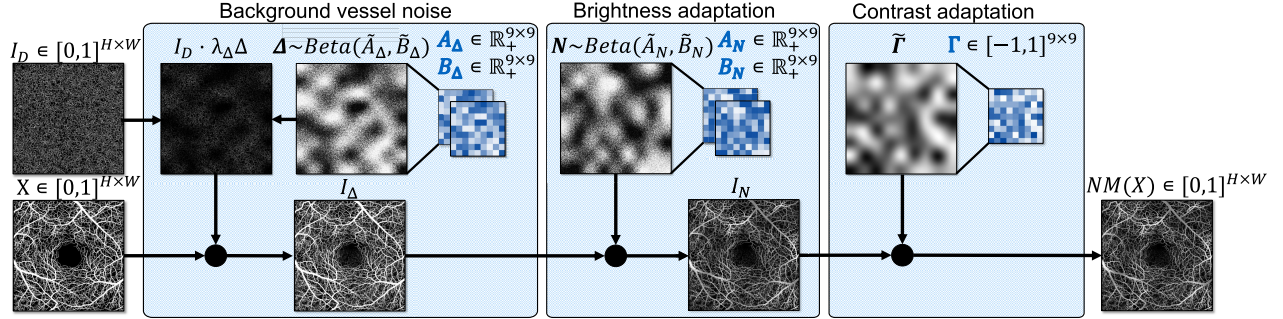 Background vessel noise
Brightness adaptation
Contrast adaptation
I_D ∈ [0,1]^{H×W}
I_D · λ_Δ Δ
Δ~Beta(Ã_Δ, B̃_Δ)
A_Δ ∈ ℝ_+^{9×9}
B_Δ ∈ ℝ_+^{9×9}
N~Beta(Ã_N, B̃_N)
A_N ∈ ℝ_+^{9×9}
B_N ∈ ℝ_+^{9×9}
Γ̃
Γ ∈ [−1,1]^{9×9}
X ∈ [0,1]^{H×W}
I_Δ
I_N
NM(X) ∈ [0,1]^{H×W}